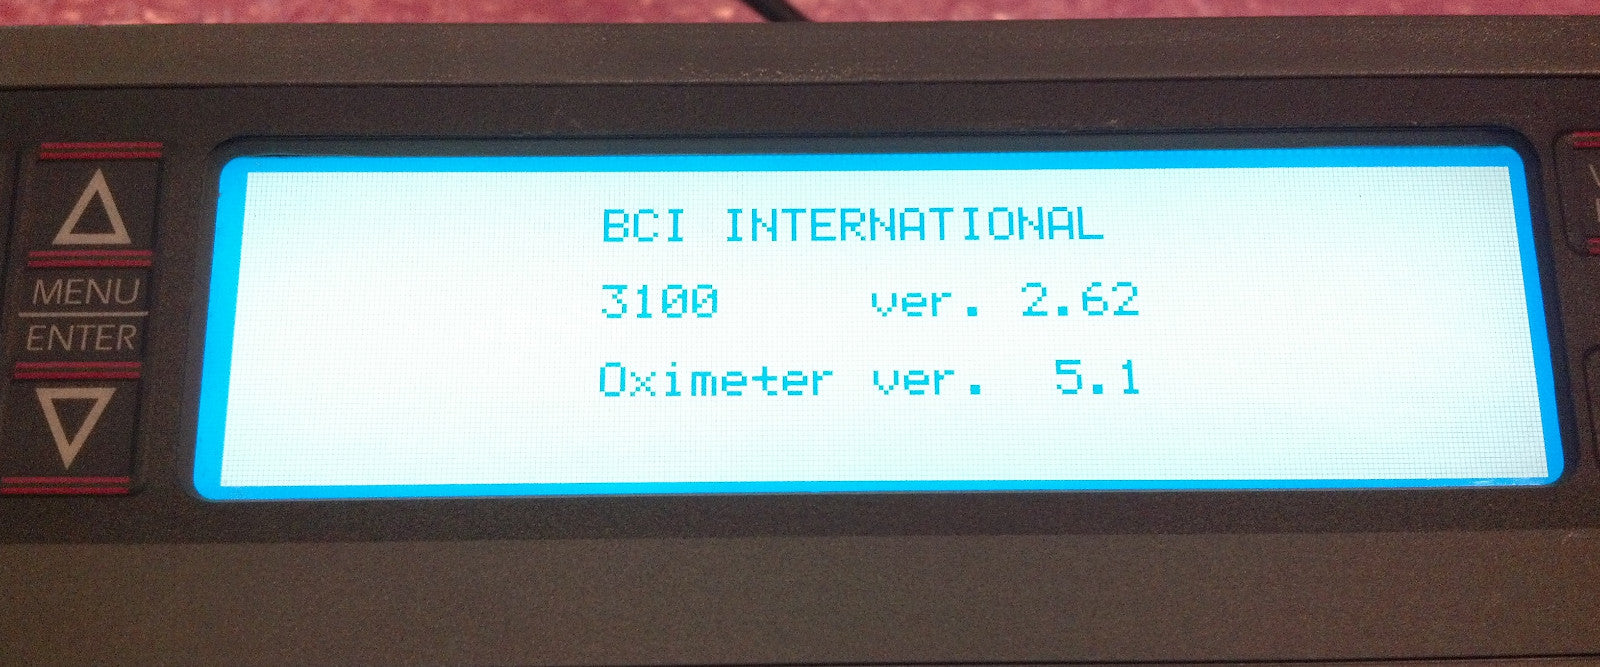 BCI INTERNATIONAL
3100 ver. 2.62
Oximeter ver. 5.1
MENU
ENTER